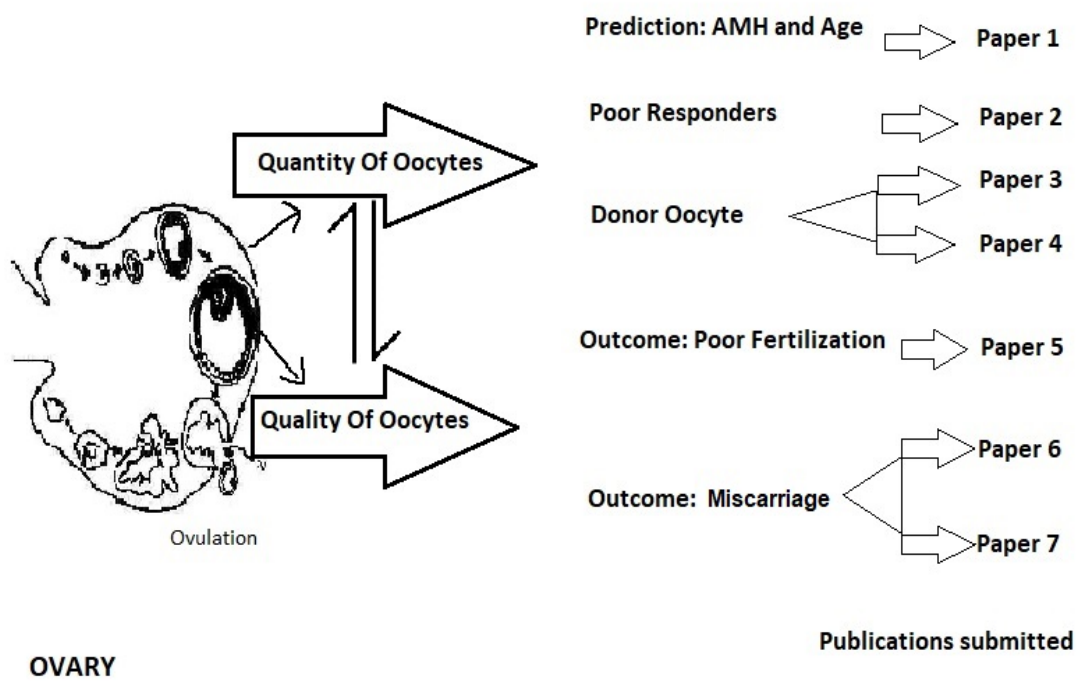 Prediction: AMH and Age
Paper 1
Poor Responders
Paper 2
Quantity Of Oocytes
Paper 3
Donor Oocyte
Paper 4
Outcome: Poor Fertilization
Paper 5
Quality Of Oocytes
Paper 6
Outcome: Miscarriage
Paper 7
Ovulation
Publications submitted
OVARY